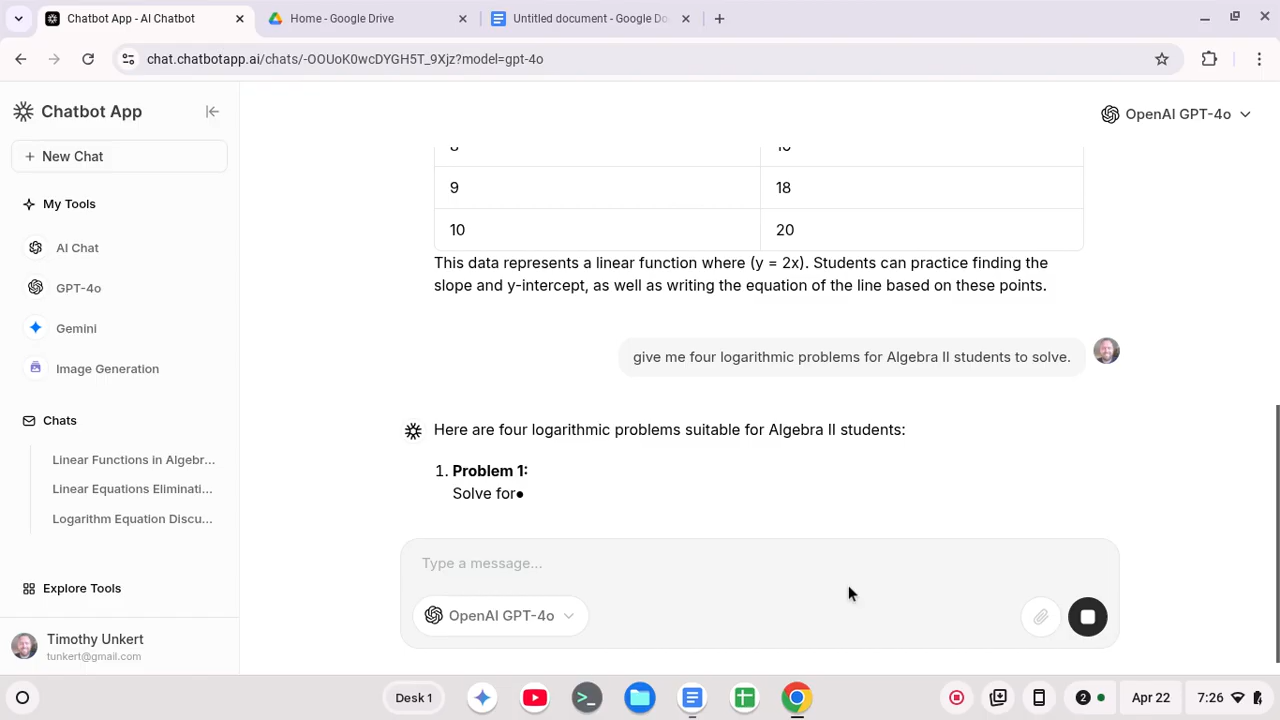 Chatbot App - AI Chatbot
Home - Google Drive
Untitled document - Google Do
chat.chatbotapp.ai/chats/-OOUoK0wcDYGH5T_9Xjz?model=gpt-4o
Chatbot App
New Chat
My Tools
AI Chat
GPT-4o
Gemini
Image Generation
Chats
Linear Functions in Algebr...
Linear Equations Eliminati...
Logarithm Equation Discu...
Explore Tools
Timothy Unkert
tunkert@gmail.com
OpenAI GPT-4o
8 16
9 18
10 20
This data represents a linear function where (y = 2x). Students can practice finding the
slope and y-intercept, as well as writing the equation of the line based on these points.
give me four logarithmic problems for Algebra II students to solve.
Here are four logarithmic problems suitable for Algebra II students:
1. Problem 1:
Solve for●
Type a message...
OpenAI GPT-4o
Desk 1
2
Apr 22
7:26